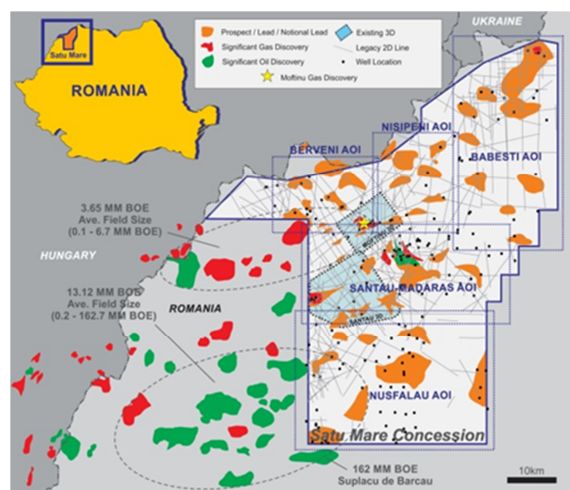 UKRAINE
Satu Mare
ROMANIA
Prospect / Lead / Notional Lead
Significant Gas Discovery
Significant Oil Discovery
Existing 3D
Legacy 2D Line
Well Location
Moftinu Gas Discovery
NISIPENI AOI
BERVENI AOI
BABESTI AOI
3.65 MM BOE
Ave. Field Size
(0.1 - 6.7 MM BOE)
HUNGARY
13.12 MM BOE
Ave. Field Size
(0.2 - 162.7 MM BOE)
ROMANIA
SANTAU-MADARAS AOI
SANTAU 3D
NUSFALAU AOI
Satu Mare Concession
162 MM BOE
Suplacu de Barcau
10km